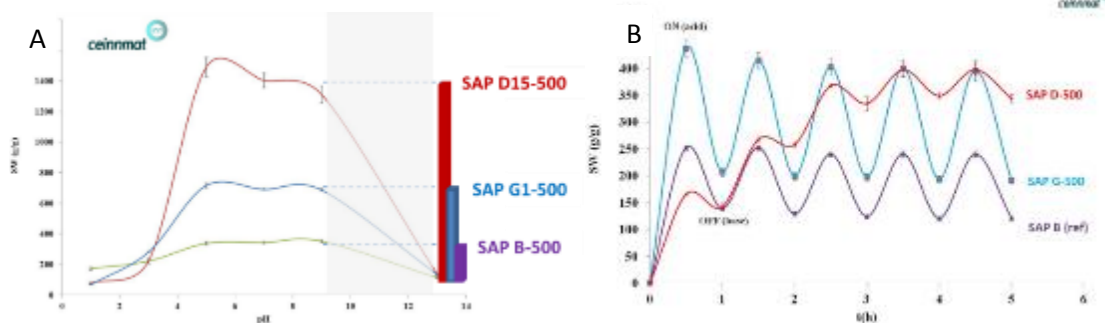 A
ceinnmat
SW (g/g)
1400
1200
1000
800
600
400
200
0
0
2
4
6
8
10
12
14
pH
SAP D15-500
SAP G1-500
SAP B-500
B
ceinnmat
ON (add)
SW (g/g)
400
350
300
250
200
150
100
50
0
0
1
2
3
4
5
6
t(h)
OFF (base)
SAP D-500
SAP G-500
SAP B (ref)